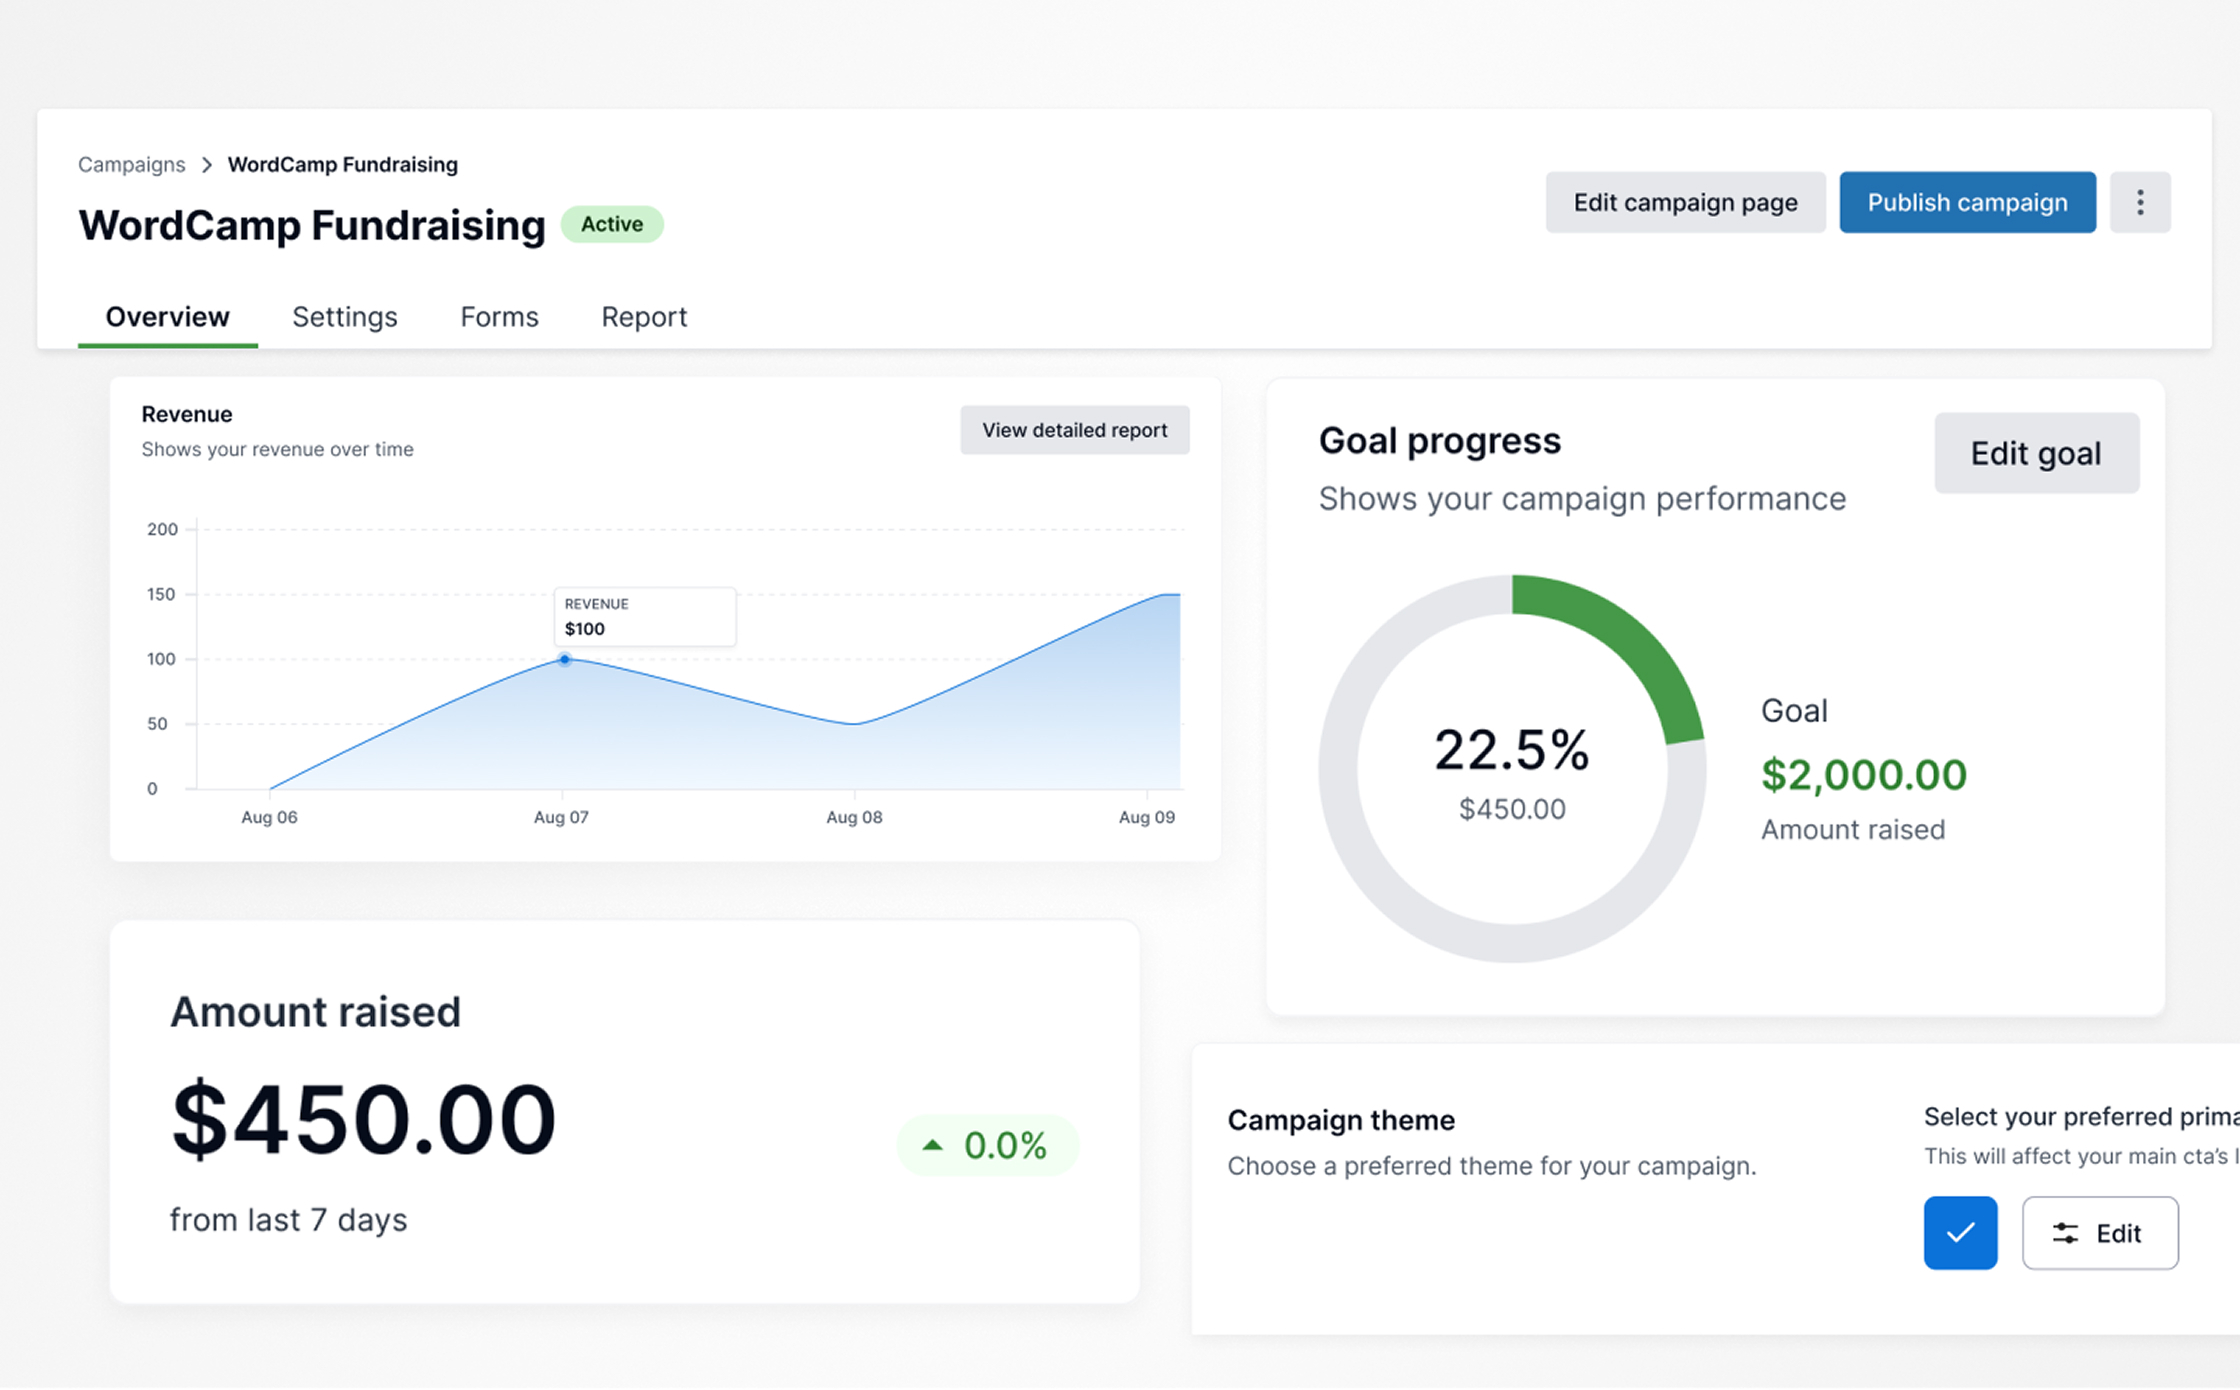 Campaigns > WordCamp Fundraising
WordCamp Fundraising Active
Edit campaign page
Publish campaign
Overview Settings Forms Report
Revenue
Shows your revenue over time
View detailed report
200
150
100
50
0
REVENUE
$100
Aug 06 Aug 07 Aug 08 Aug 09
Goal progress
Shows your campaign performance
Edit goal
22.5%
$450.00
Goal
$2,000.00
Amount raised
Amount raised
$450.00
0.0%
from last 7 days
Campaign theme
Choose a preferred theme for your campaign.
Select your preferred
This will affect your main cta's
Edit